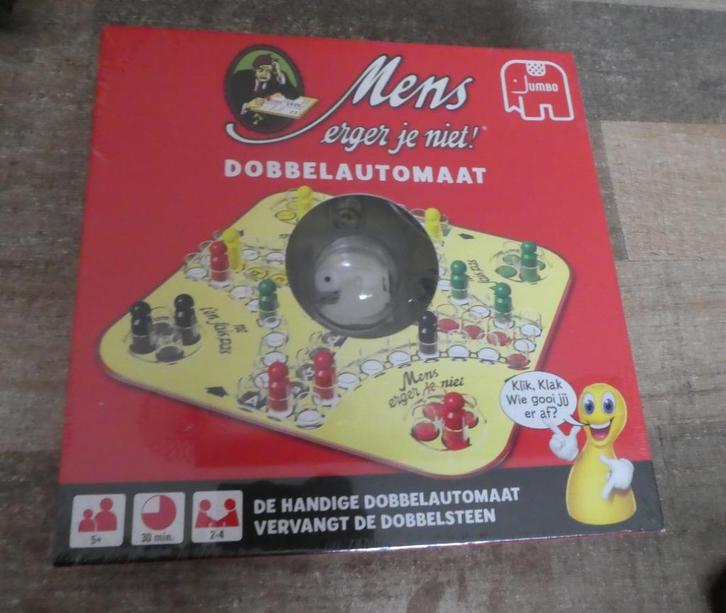 Mens
erger je niet!
JUMBO
DOBBELAUTOMAAT
Mens
erger je niet
Klik, Klak
Wie gooi jij
er af?
5+
30 min.
2-4
DE HANDIGE DOBBELAUTOMAAT
VERVANGT DE DOBBELSTEEN